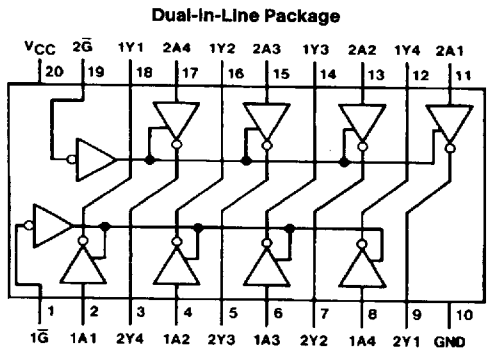 Dual-In-Line Package
VCC 2G̅ 1Y1 2A4 1Y2 2A3 1Y3 2A2 1Y4 2A1
20 19 18 17 16 15 14 13 12 11
1 2 3 4 5 6 7 8 9 10
1G̅ 1A1 2Y4 1A2 2Y3 1A3 2Y2 1A4 2Y1 GND